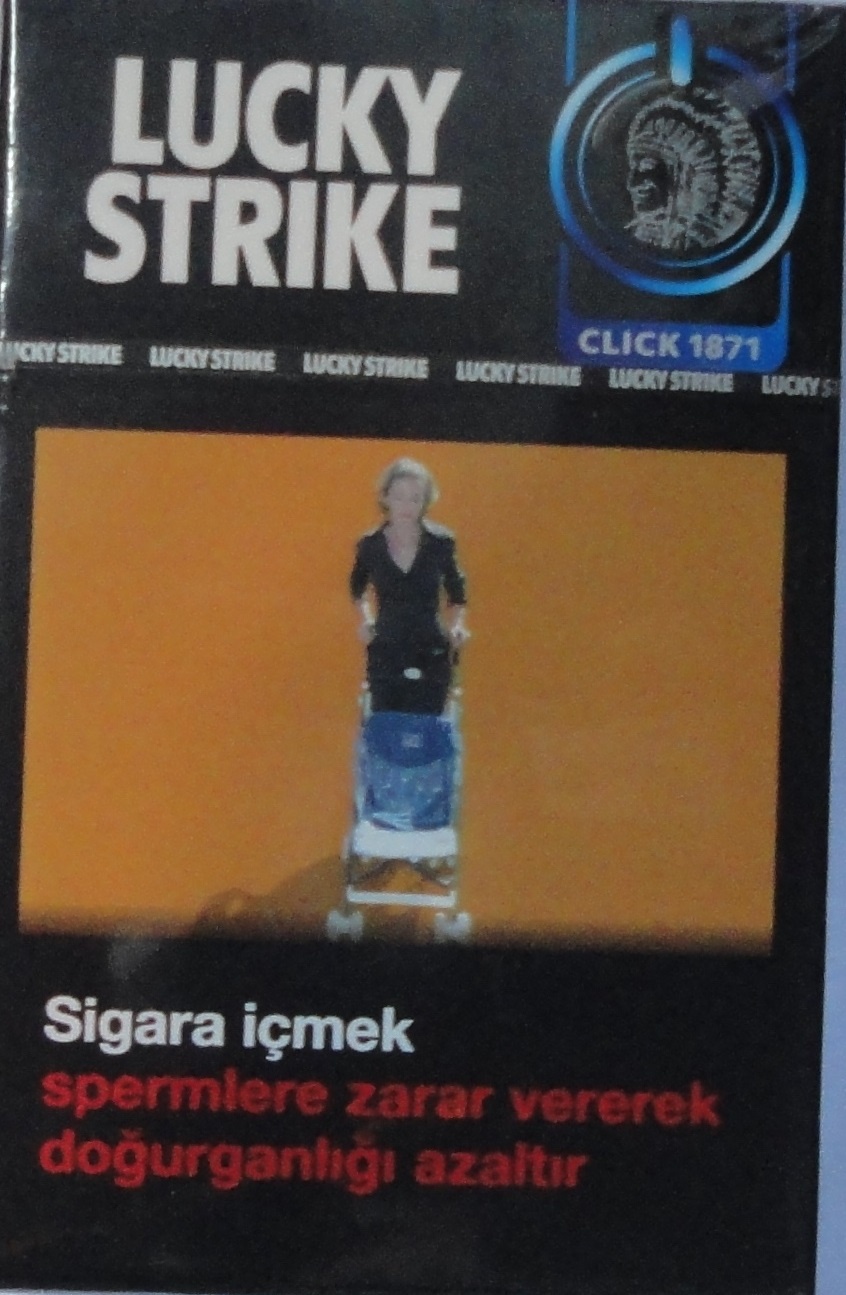 LUCKY
STRIKE
CLICK 1871
LUCKY STRIKE LUCKY STRIKE LUCKY STRIKE LUCKY STRIKE LUCKY STRIKE LUCKY
Sigara içmek
spermlere zarar vererek
doğurganlığı azaltır